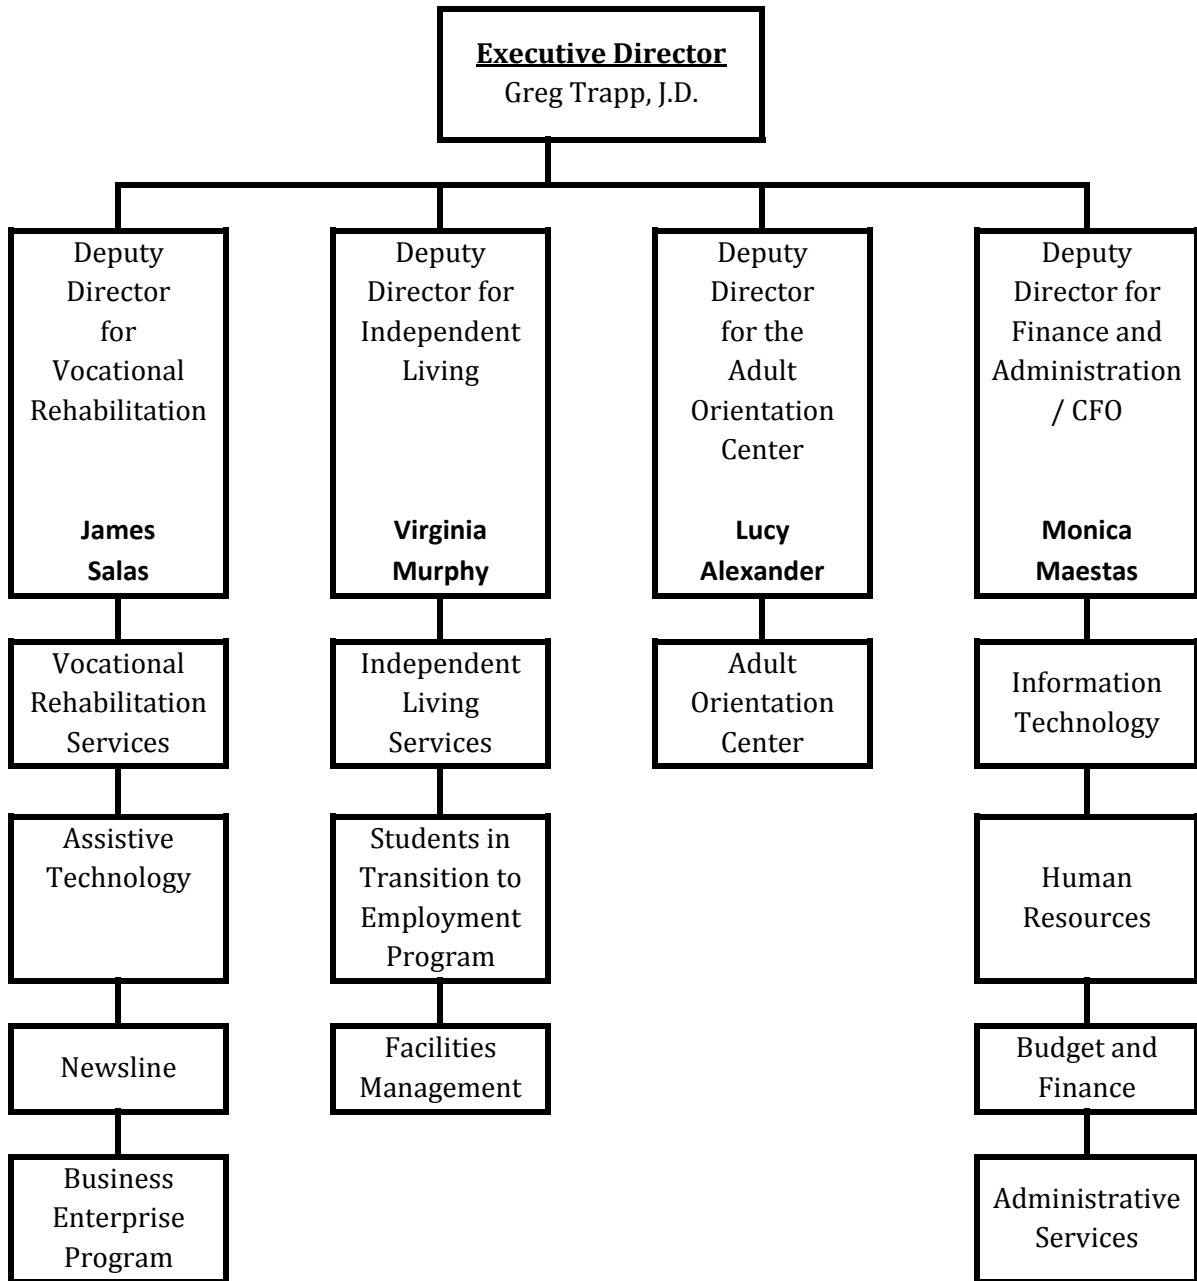 Executive Director
Greg Trapp, J.D.
Deputy
Director
for
Vocational
Rehabilitation
James
Salas
Deputy
Director for
Independent
Living
Virginia
Murphy
Deputy
Director
for the
Adult
Orientation
Center
Lucy
Alexander
Deputy
Director for
Finance and
Administration
/ CFO
Monica
Maestas
Vocational
Rehabilitation
Services
Independent
Living
Services
Adult
Orientation
Center
Information
Technology
Assistive
Technology
Students in
Transition to
Employment
Program
Human
Resources
Newsline
Facilities
Management
Budget and
Finance
Business
Enterprise
Program
Administrative
Services